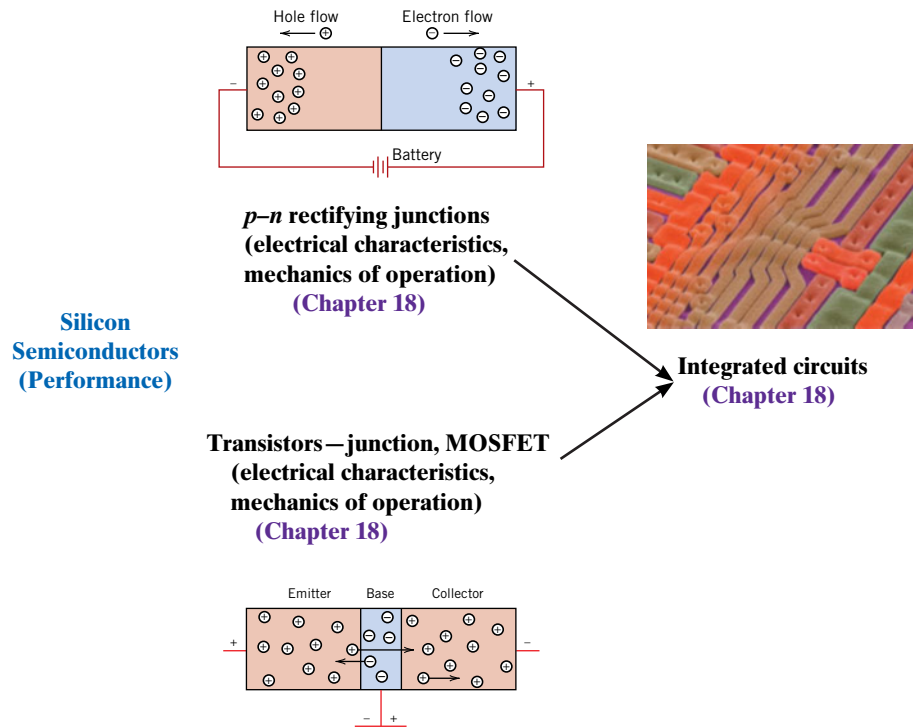 Hole flow
Electron flow
← +
− →
+ + + + + + + + + +
− − − − − − − − − −
−
+
Battery
p–n rectifying junctions
(electrical characteristics,
mechanics of operation)
(Chapter 18)
Silicon
Semiconductors
(Performance)
Integrated circuits
(Chapter 18)
Transistors—junction, MOSFET
(electrical characteristics,
mechanics of operation)
(Chapter 18)
Emitter
Base
Collector
+
−
− +